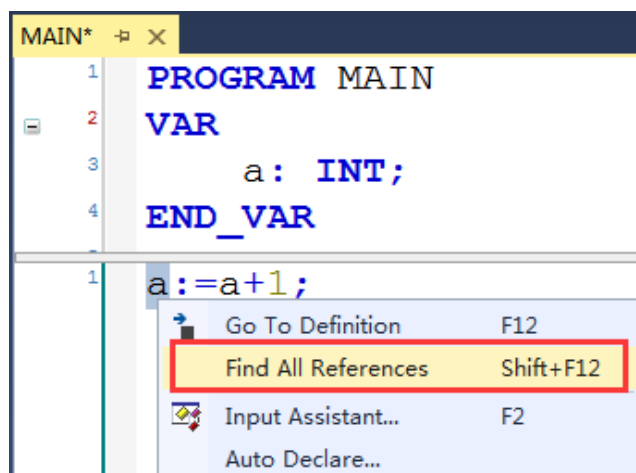 MAIN*
1 PROGRAM MAIN
2 VAR
3 a: INT;
4 END_VAR
1 a:=a+1;
Go To Definition F12
Find All References Shift+F12
Input Assistant... F2
Auto Declare...